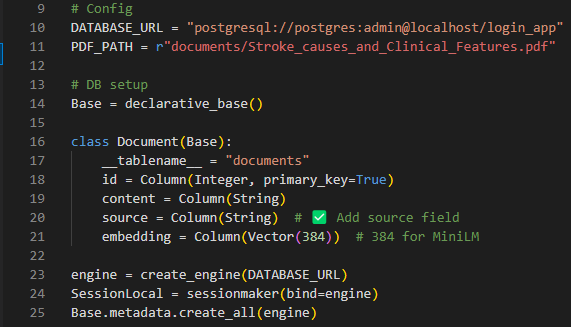 9 # Config
10 DATABASE_URL = "postgresql://postgres:admin@localhost/login_app"
11 PDF_PATH = r"documents/Stroke_causes_and_Clinical_Features.pdf"
12
13 # DB setup
14 Base = declarative_base()
15
16 class Document(Base):
17     __tablename__ = "documents"
18     id = Column(Integer, primary_key=True)
19     content = Column(String)
20     source = Column(String)  # ✅ Add source field
21     embedding = Column(Vector(384))  # 384 for MiniLM
22
23 engine = create_engine(DATABASE_URL)
24 SessionLocal = sessionmaker(bind=engine)
25 Base.metadata.create_all(engine)